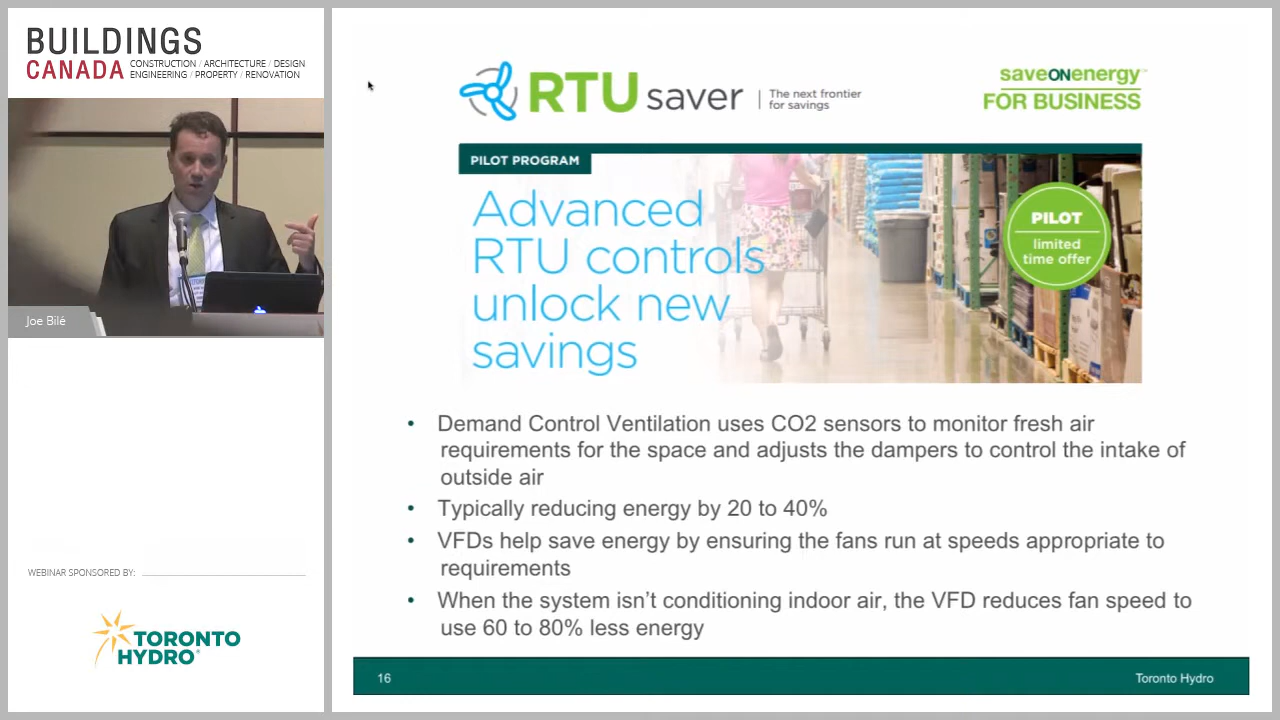 BUILDINGS
CANADA CONSTRUCTION / ARCHITECTURE / DESIGN
ENGINEERING / PROPERTY / RENOVATION
Joe Bilé
WEBINAR SPONSORED BY:
TORONTO
HYDRO®
RTU saver | The next frontier
for savings
saveONenergy™
FOR BUSINESS
PILOT PROGRAM
Advanced
RTU controls
unlock new
savings
PILOT
limited
time offer
• Demand Control Ventilation uses CO2 sensors to monitor fresh air
requirements for the space and adjusts the dampers to control the intake of
outside air
• Typically reducing energy by 20 to 40%
• VFDs help save energy by ensuring the fans run at speeds appropriate to
requirements
• When the system isn't conditioning indoor air, the VFD reduces fan speed to
use 60 to 80% less energy
16
Toronto Hydro